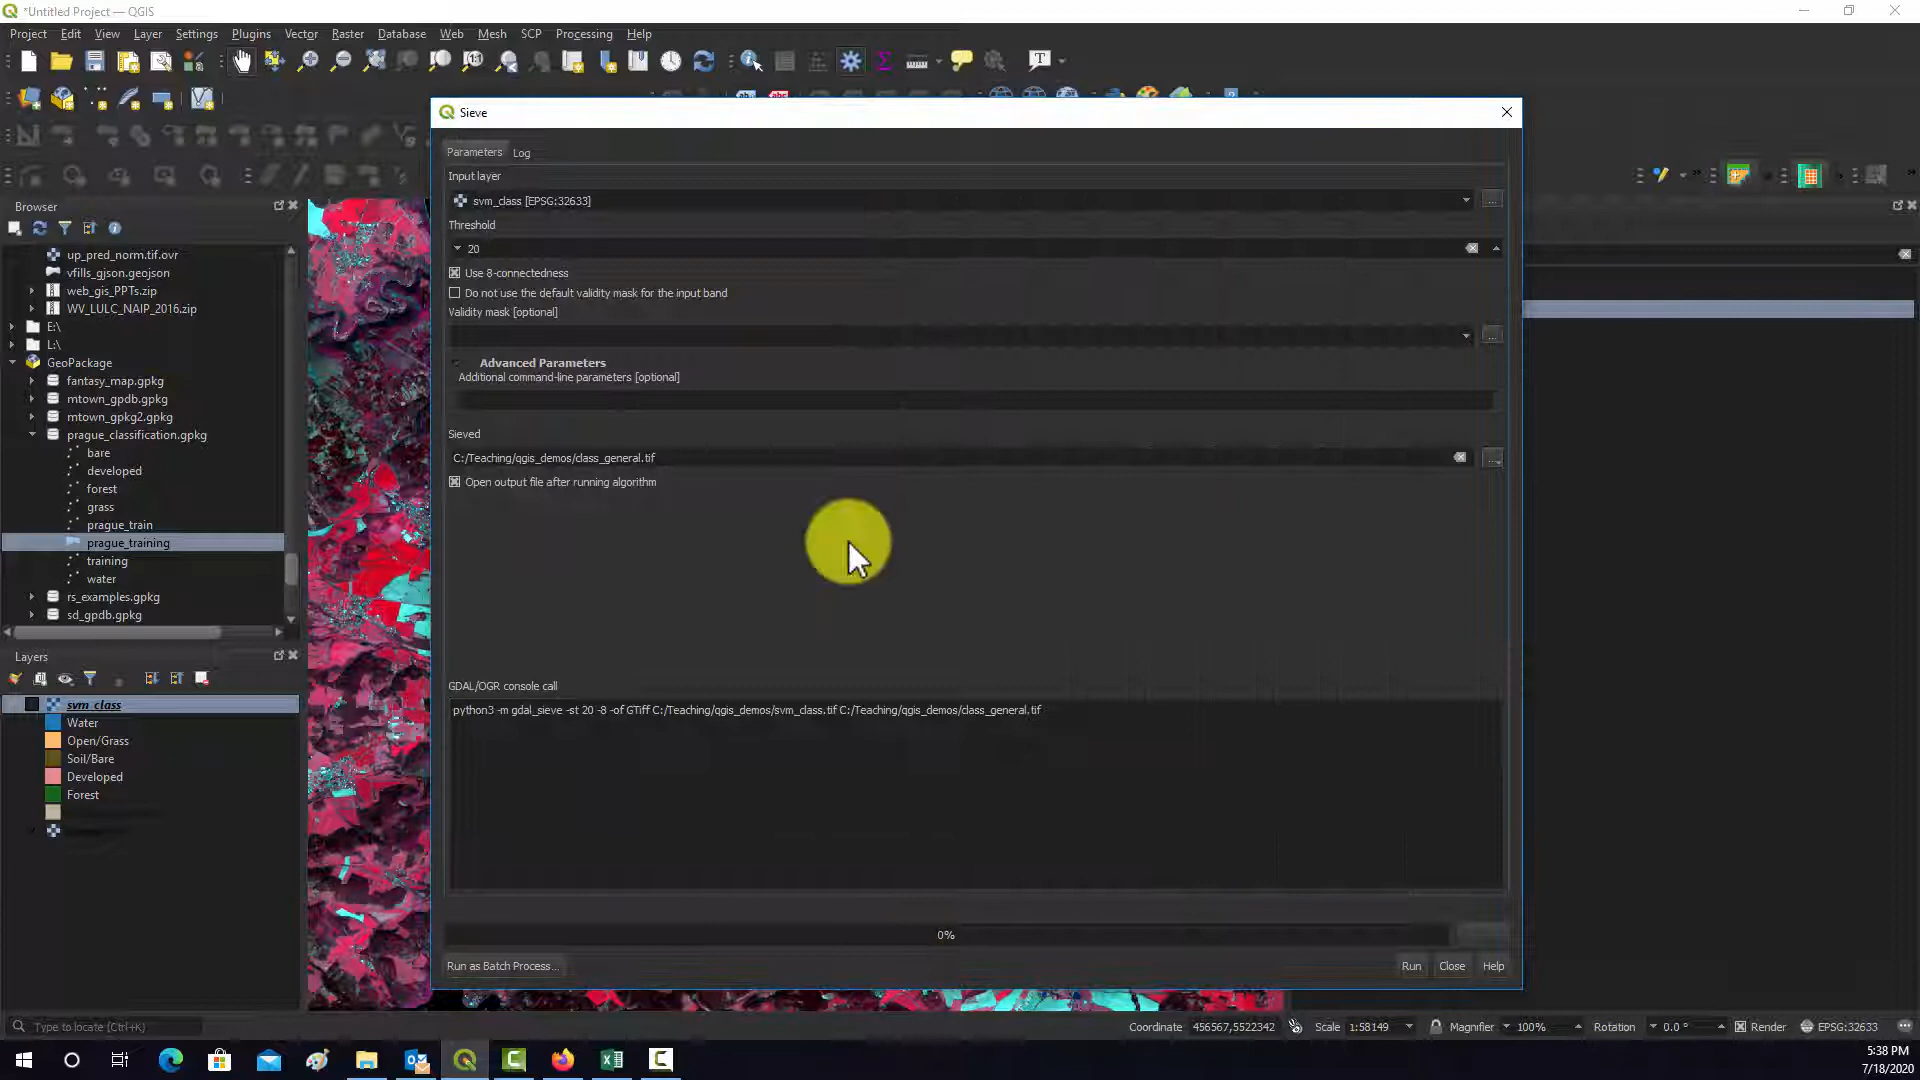 *Untitled Project — QGIS
Project Edit View Layer Settings Plugins Vector Raster Database Web Mesh SCP Processing Help
Sieve
Parameters Log
Input layer
svm_class [EPSG:32633]
Threshold
20
Use 8-connectedness
Do not use the default validity mask for the input band
Validity mask [optional]
Advanced Parameters
Additional command-line parameters [optional]
Sieved
C:/Teaching/qgis_demos/class_general.tif
Open output file after running algorithm
GDAL/OGR console call
python3 -m gdal_sieve -st 20 -8 -of GTiff C:/Teaching/qgis_demos/svm_class.tif C:/Teaching/qgis_demos/class_general.tif
0%
Run as Batch Process...
Run Close Help
Browser
up_pred_norm.tif.ovr
vfills_gjson.geojson
web_gis_PPTs.zip
WV_LULC_NAIP_2016.zip
E:\
L:\
GeoPackage
fantasy_map.gpkg
mtown_gpdb.gpkg
mtown_gpkg2.gpkg
prague_classification.gpkg
bare
developed
forest
grass
prague_train
prague_training
training
water
rs_examples.gpkg
sd_gpdb.gpkg
Layers
svm_class
Water
Open/Grass
Soil/Bare
Developed
Forest
Type to locate (Ctrl+K)
Coordinate 456567,5522342 Scale 1:58149 Magnifier 100% Rotation 0.0 ° Render EPSG:32633
5:38 PM
7/18/2020